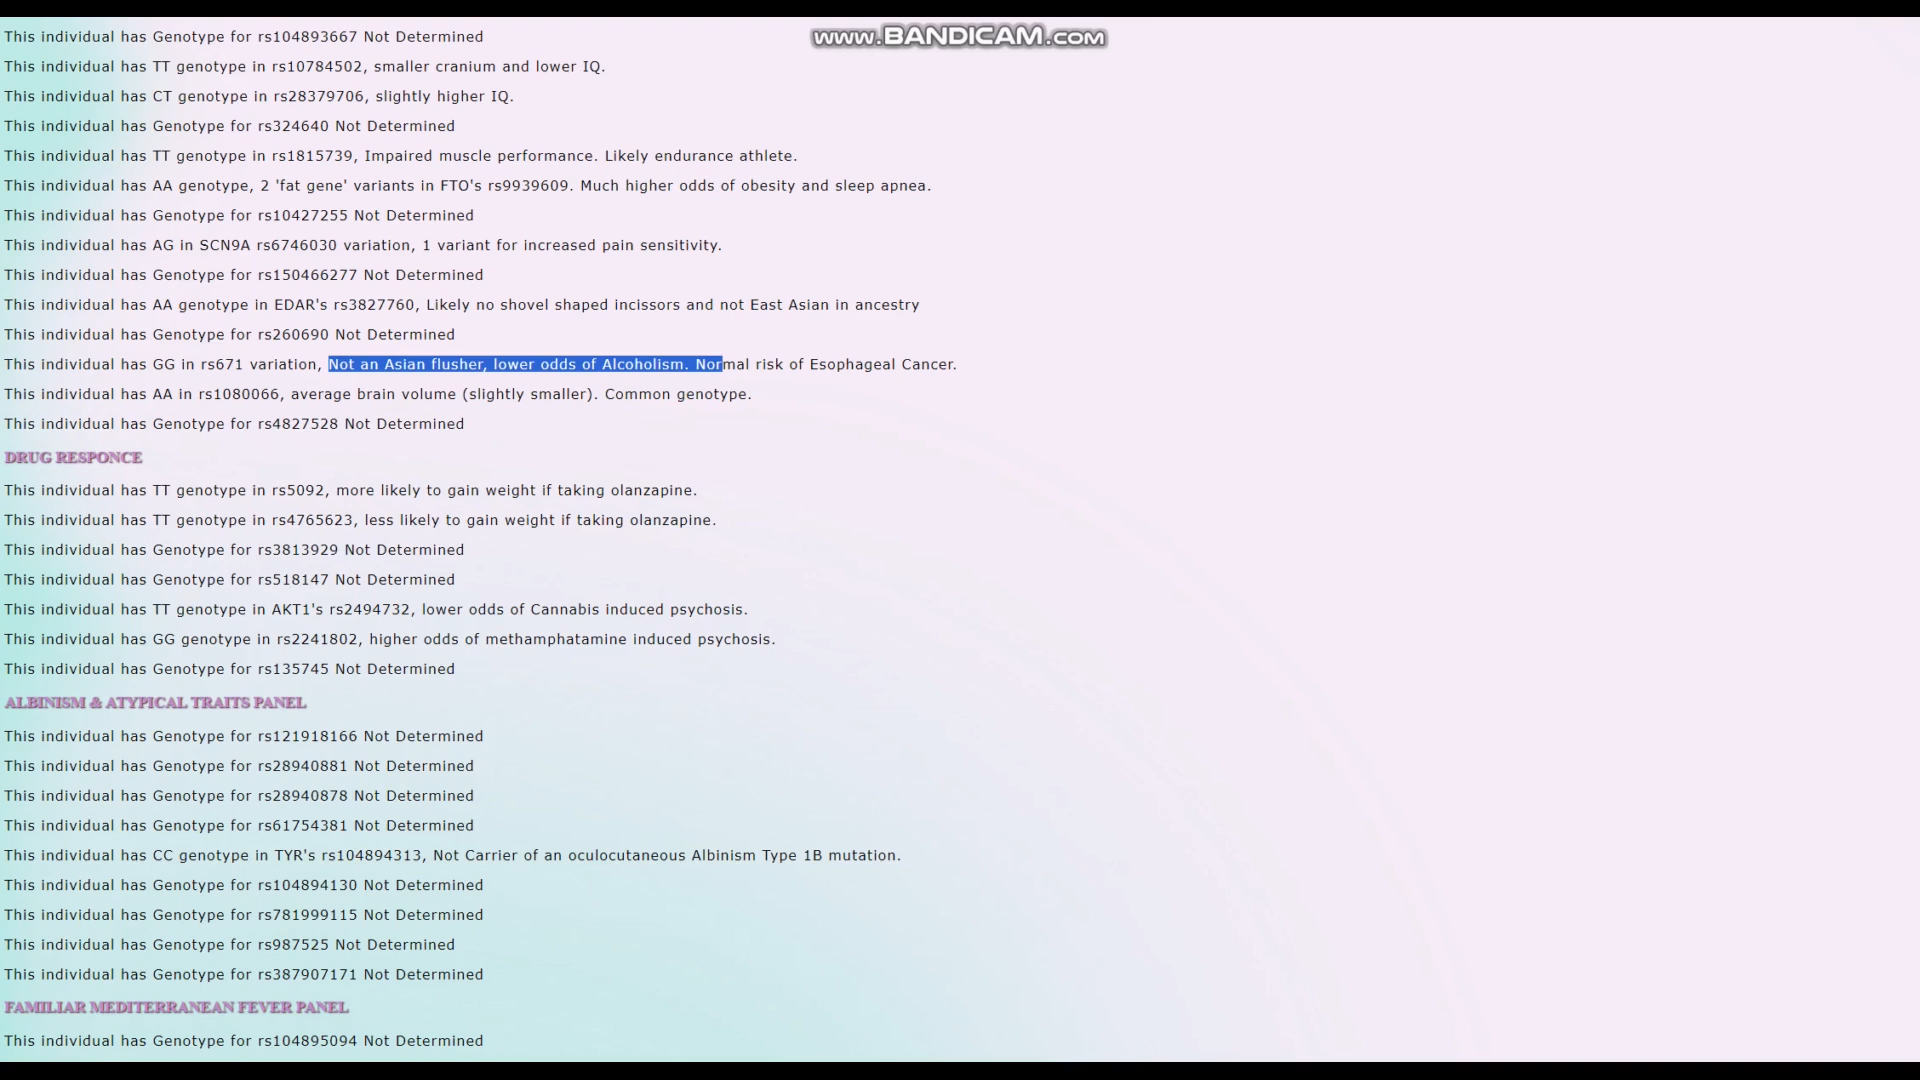 www.BANDICAM.com
This individual has Genotype for rs104893667 Not Determined
This individual has TT genotype in rs10784502, smaller cranium and lower IQ.
This individual has CT genotype in rs28379706, slightly higher IQ.
This individual has Genotype for rs324640 Not Determined
This individual has TT genotype in rs1815739, Impaired muscle performance. Likely endurance athlete.
This individual has AA genotype, 2 'fat gene' variants in FTO's rs9939609. Much higher odds of obesity and sleep apnea.
This individual has Genotype for rs10427255 Not Determined
This individual has AG in SCN9A rs6746030 variation, 1 variant for increased pain sensitivity.
This individual has Genotype for rs150466277 Not Determined
This individual has AA genotype in EDAR's rs3827760, Likely no shovel shaped incissors and not East Asian in ancestry
This individual has Genotype for rs260690 Not Determined
This individual has GG in rs671 variation, Not an Asian flusher, lower odds of Alcoholism. Normal risk of Esophageal Cancer.
This individual has AA in rs1080066, average brain volume (slightly smaller). Common genotype.
This individual has Genotype for rs4827528 Not Determined
DRUG RESPONCE
This individual has TT genotype in rs5092, more likely to gain weight if taking olanzapine.
This individual has TT genotype in rs4765623, less likely to gain weight if taking olanzapine.
This individual has Genotype for rs3813929 Not Determined
This individual has Genotype for rs518147 Not Determined
This individual has TT genotype in AKT1's rs2494732, lower odds of Cannabis induced psychosis.
This individual has GG genotype in rs2241802, higher odds of methamphatamine induced psychosis.
This individual has Genotype for rs135745 Not Determined
ALBINISM & ATYPICAL TRAITS PANEL
This individual has Genotype for rs121918166 Not Determined
This individual has Genotype for rs28940881 Not Determined
This individual has Genotype for rs28940878 Not Determined
This individual has Genotype for rs61754381 Not Determined
This individual has CC genotype in TYR's rs104894313, Not Carrier of an oculocutaneous Albinism Type 1B mutation.
This individual has Genotype for rs104894130 Not Determined
This individual has Genotype for rs781999115 Not Determined
This individual has Genotype for rs987525 Not Determined
This individual has Genotype for rs387907171 Not Determined
FAMILIAR MEDITERRANEAN FEVER PANEL
This individual has Genotype for rs104895094 Not Determined